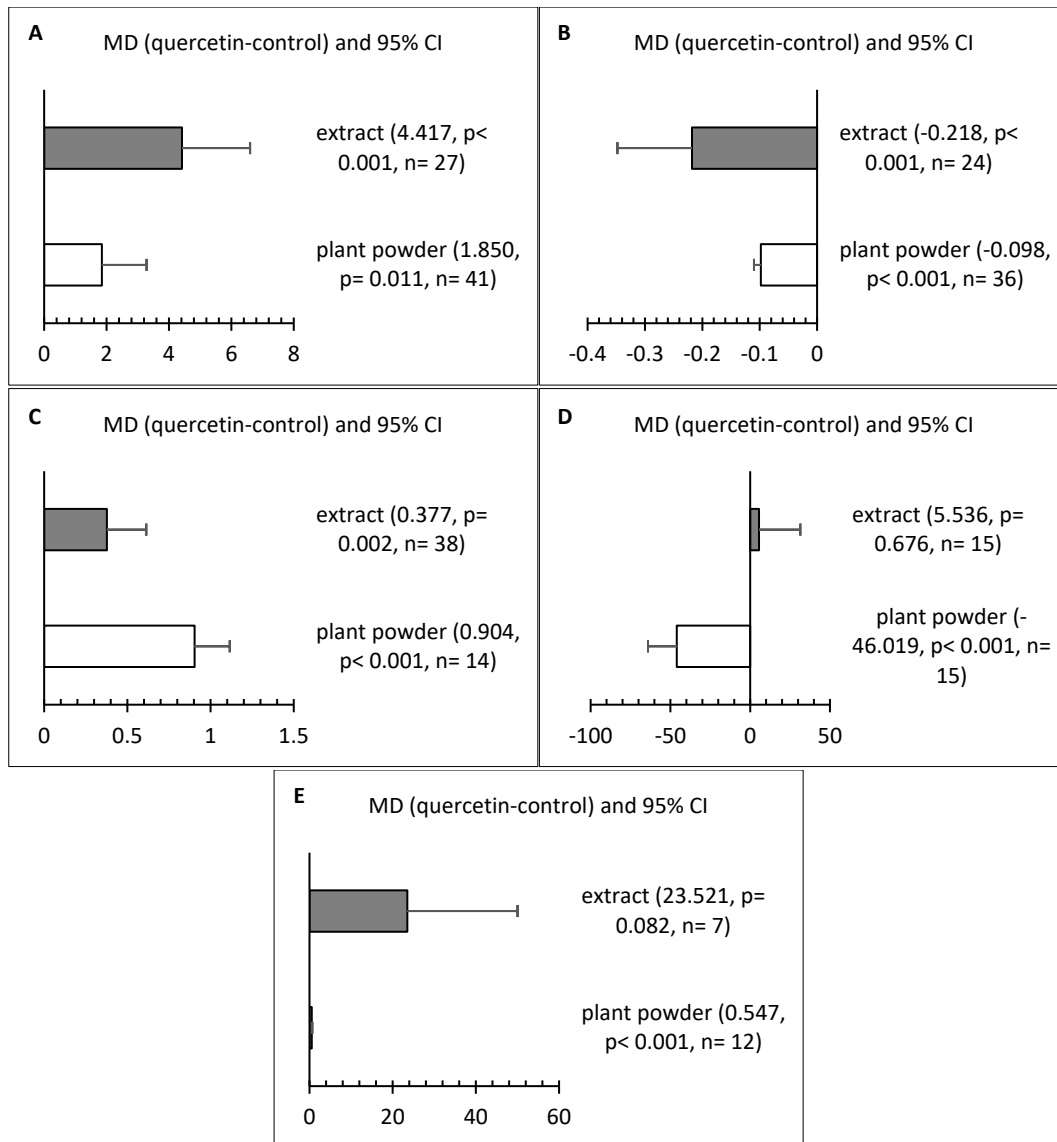 A
MD (quercetin-control) and 95% CI
extract (4.417, p<
0.001, n= 27)
plant powder (1.850,
p= 0.011, n= 41)
0 2 4 6 8
B
MD (quercetin-control) and 95% CI
extract (-0.218, p<
0.001, n= 24)
plant powder (-0.098,
p< 0.001, n= 36)
-0.4 -0.3 -0.2 -0.1 0
C
MD (quercetin-control) and 95% CI
extract (0.377, p=
0.002, n= 38)
plant powder (0.904,
p< 0.001, n= 14)
0 0.5 1 1.5
D
MD (quercetin-control) and 95% CI
extract (5.536, p=
0.676, n= 15)
plant powder (-
46.019, p< 0.001, n=
15)
-100 -50 0 50
E
MD (quercetin-control) and 95% CI
extract (23.521, p=
0.082, n= 7)
plant powder (0.547,
p< 0.001, n= 12)
0 20 40 60